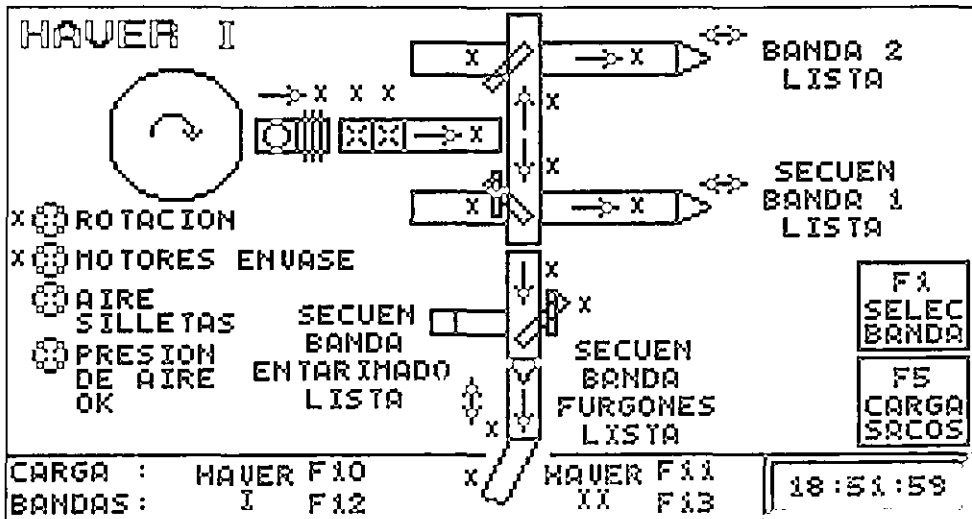 HAVER I
BANDA 2
LISTA
X
X
X X X
X
X
X
SECUEN
BANDA 1
LISTA
X
X
X ROTACION
X MOTORES ENVASE
AIRE
SILLETAS
PRESION
DE AIRE
OK
X
X
SECUEN
BANDA
ENTARIMADO
LISTA
SECUEN
BANDA
FURGONES
LISTA
X
X
F1
SELEC
BANDA
F5
CARGA
SACOS
CARGA : HAVER F10 HAVER F11
BANDAS: I F12 II F13
18:51:59